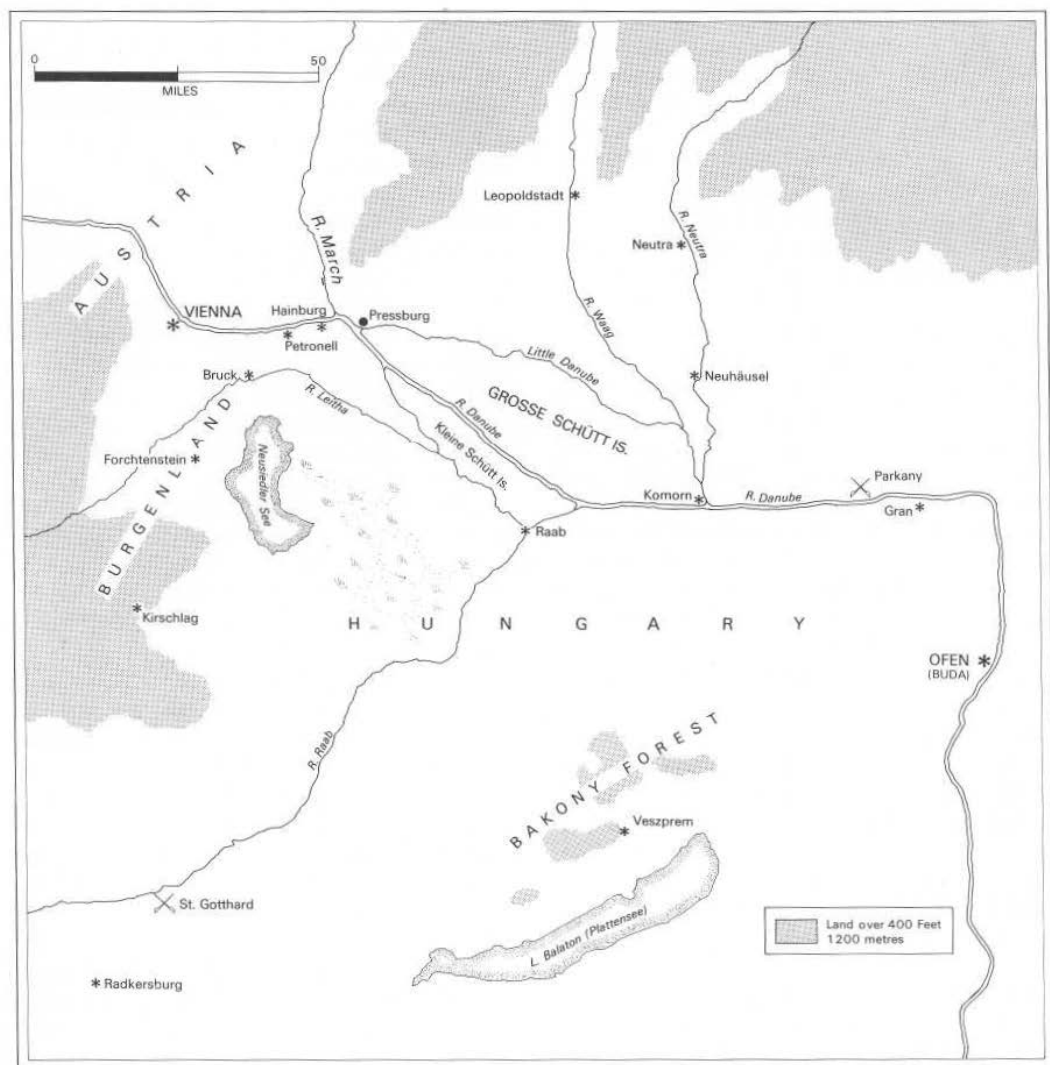 0 50
MILES
AUSTRIA
R. March
Leopoldstadt
Neutra
R. Neutra
R. Waag
VIENNA
Hainburg
Pressburg
Petronell
Bruck
R. Leitha
Little Danube
Neuhäusel
GROSSE SCHÜTT IS.
R. Danube
Kleine Schütt Is.
BURGENLAND
Forchtenstein
Neusiedler See
Komorn
R. Danube
Parkany
Gran
Raab
Kirschlag
HUNGARY
OFEN
(BUDA)
R. Raab
BAKONY FOREST
Veszprem
St. Gotthard
L. Balaton (Plattensee)
Land over 400 Feet
1200 metres
Radkersburg